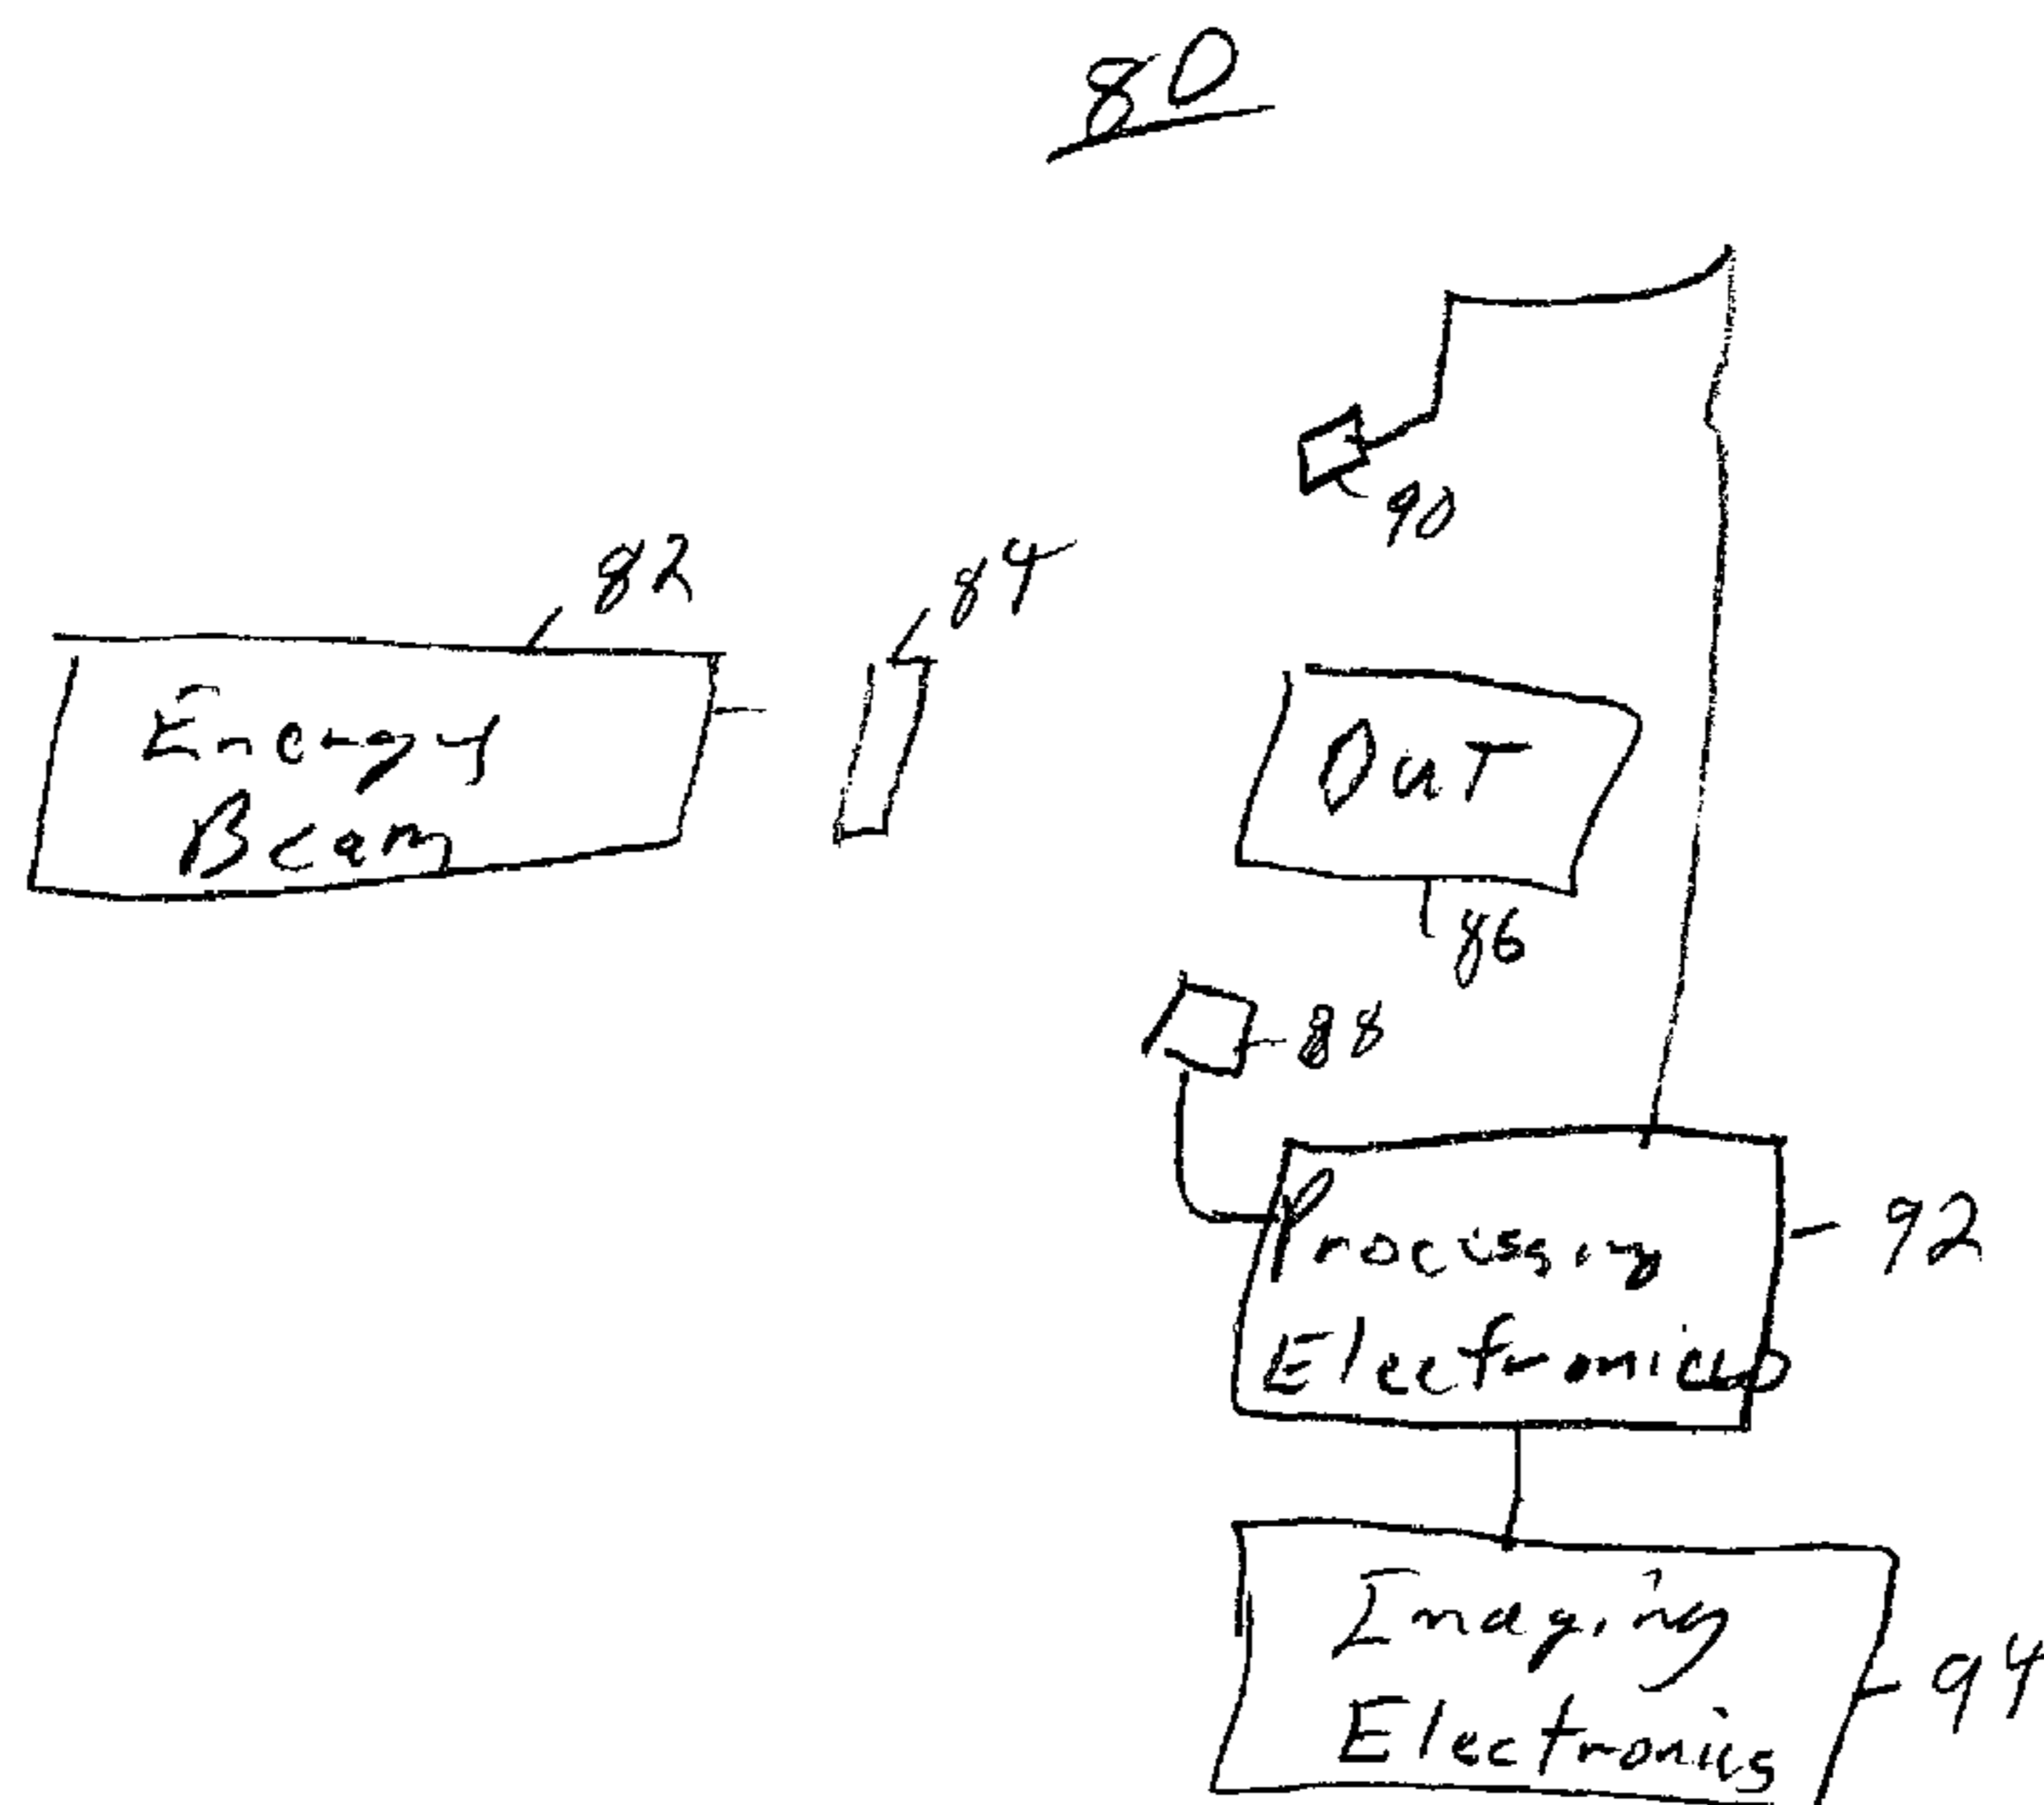 80
90
82
84
Energy
Beam
OUT
86
88
Processing
Electronics
92
Imaging
Electronics
94